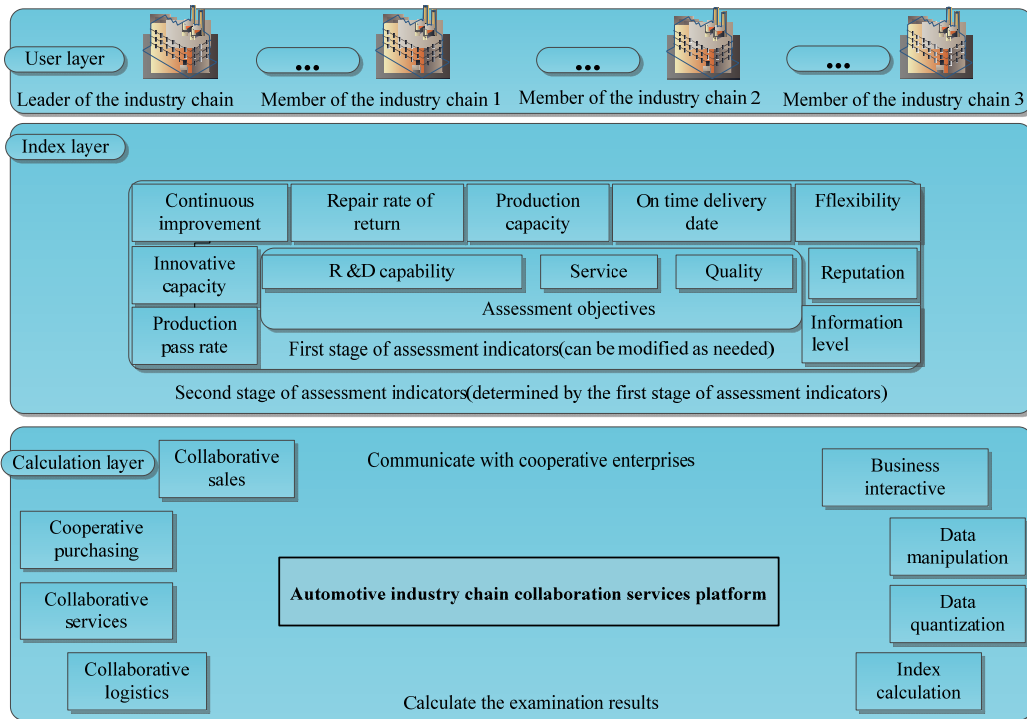 User layer
...
...
...
Leader of the industry chain
Member of the industry chain 1
Member of the industry chain 2
Member of the industry chain 3
Index layer
Continuous
improvement
Repair rate of
return
Production
capacity
On time delivery
date
Fflexibility
Innovative
capacity
R &D capability
Service
Quality
Reputation
Assessment objectives
Production
pass rate
Information
level
First stage of assessment indicators(can be modified as needed)
Second stage of assessment indicators(determined by the first stage of assessment indicators)
Calculation layer
Collaborative
sales
Communicate with cooperative enterprises
Business
interactive
Cooperative
purchasing
Data
manipulation
Automotive industry chain collaboration services platform
Collaborative
services
Data
quantization
Collaborative
logistics
Index
calculation
Calculate the examination results